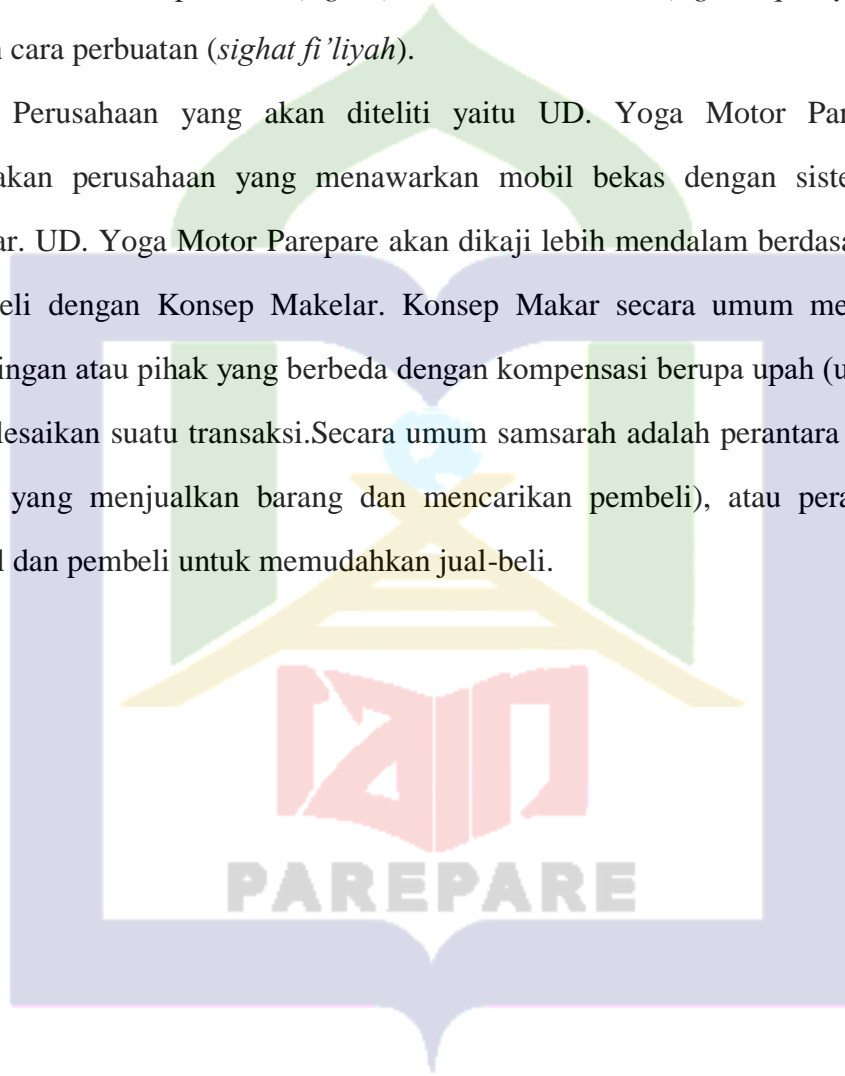 cara perbuatan (sighat fi’liyah).
Perusahaan yang akan diteliti yaitu UD. Yoga Motor Par
akan perusahaan yang menawarkan mobil bekas dengan siste
ar. UD. Yoga Motor Parepare akan dikaji lebih mendalam berdasa
eli dengan Konsep Makelar. Konsep Makar secara umum me
ingan atau pihak yang berbeda dengan kompensasi berupa upah (u
lesaikan suatu transaksi.Secara umum samsarah adalah perantara
yang menjualkan barang dan mencarikan pembeli), atau pera
l dan pembeli untuk memudahkan jual-beli.
iain
PAREPARE